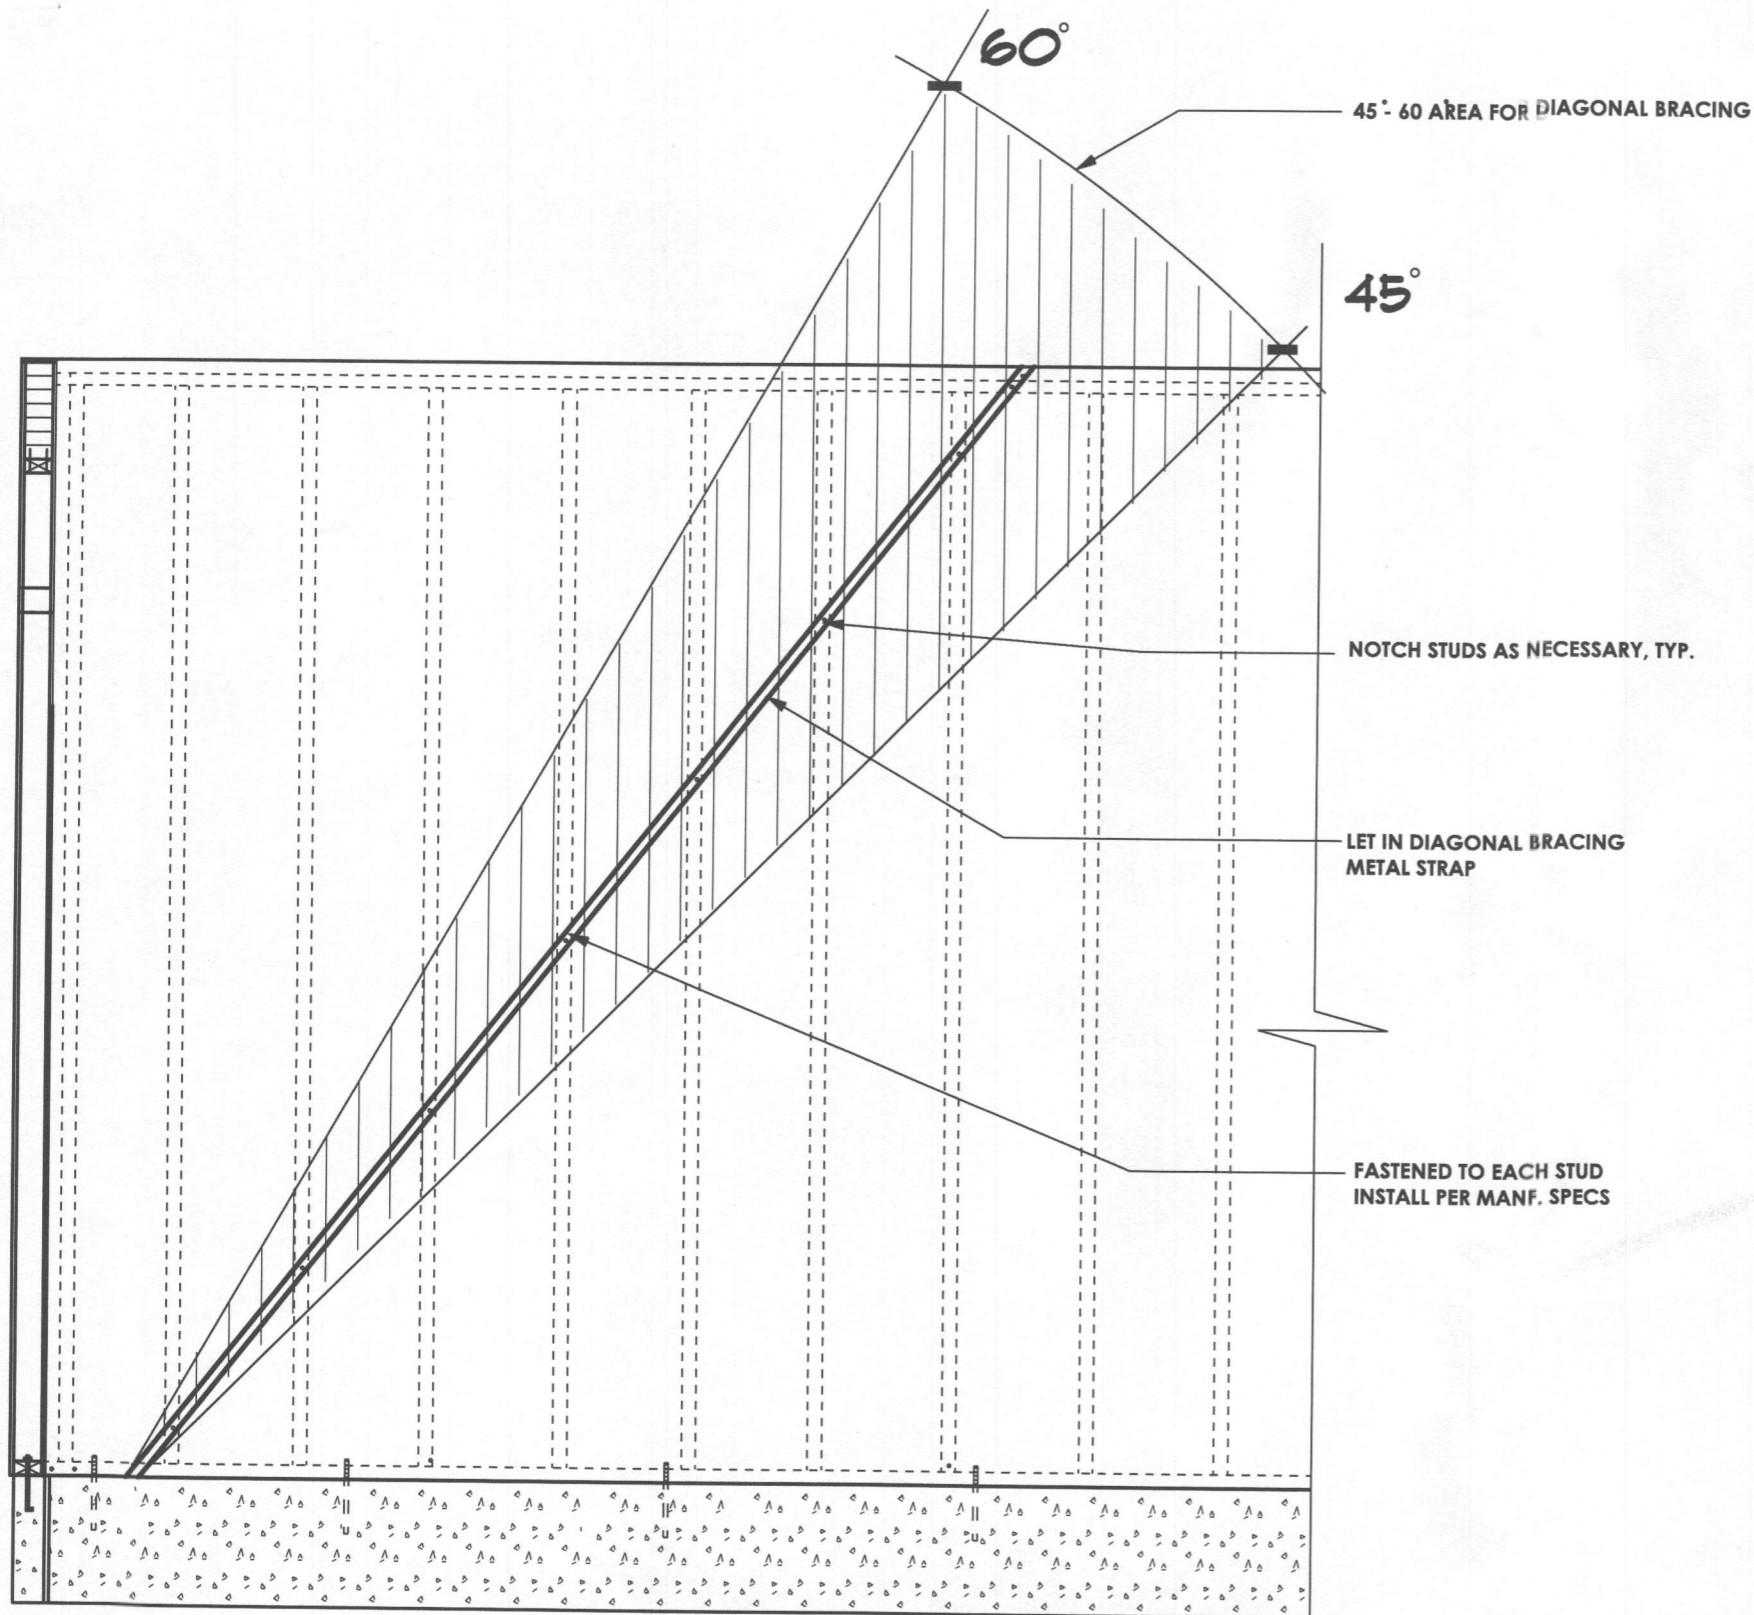 60°
45°- 60° AREA FOR DIAGONAL BRACING
45°
NOTCH STUDS AS NECESSARY, TYP.
LET IN DIAGONAL BRACING
METAL STRAP
FASTENED TO EACH STUD
INSTALL PER MANF. SPECS